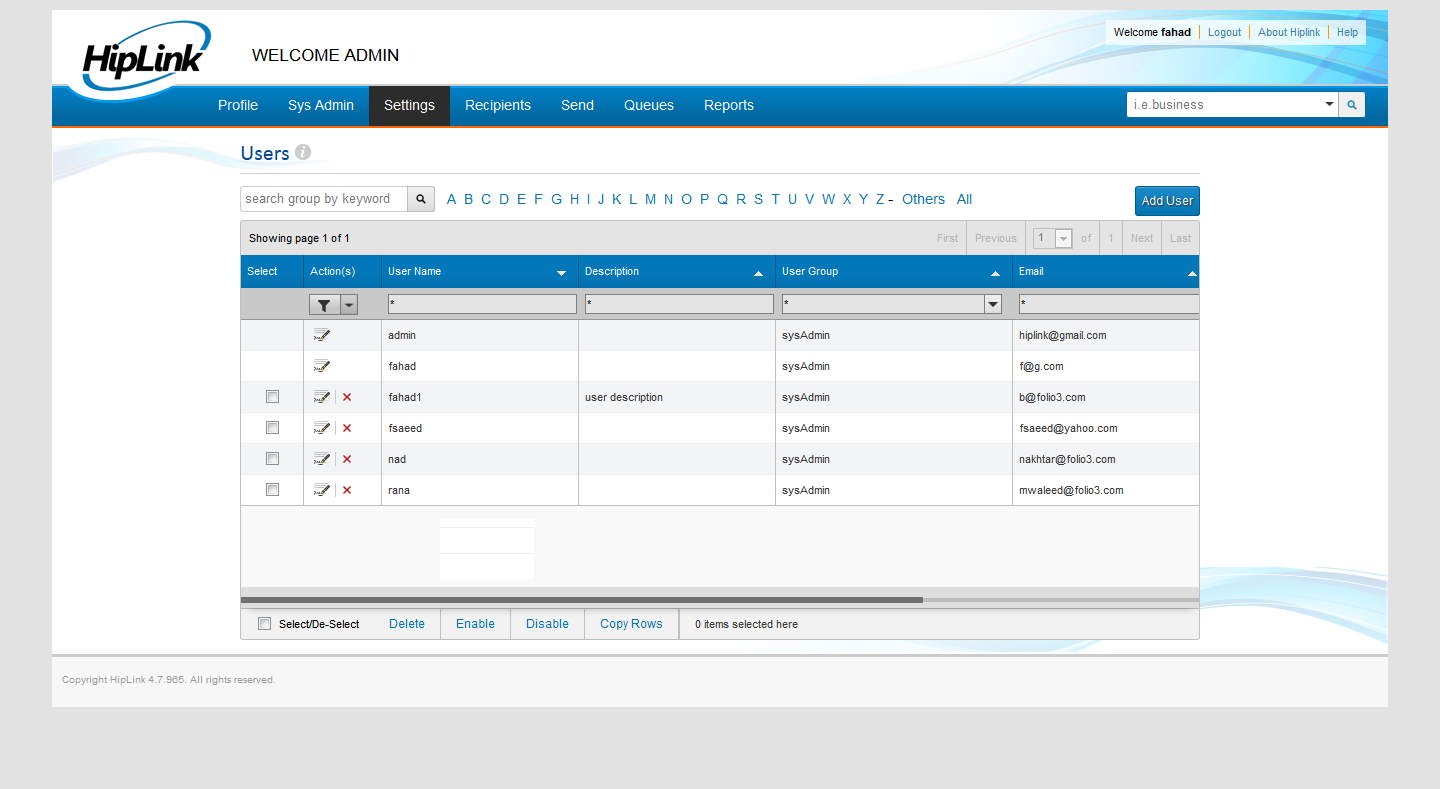 HipLink
WELCOME ADMIN
Welcome fahad Logout About Hiplink Help
Profile Sys Admin Settings Recipients Send Queues Reports i.e.business
Users
search group by keyword A B C D E F G H I J K L M N O P Q R S T U V W X Y Z - Others All Add User
Showing page 1 of 1 First Previous 1 of 1 Next Last
Select Action(s) User Name Description User Group Email
* * * *
admin sysAdmin hiplink@gmail.com
fahad sysAdmin f@g.com
fahad1 user description sysAdmin b@folio3.com
fsaeed sysAdmin fsaeed@yahoo.com
nad sysAdmin nakhtar@folio3.com
rana sysAdmin mwaleed@folio3.com
Select/De-Select Delete Enable Disable Copy Rows 0 items selected here
Copyright HipLink 4.7.965. All rights reserved.